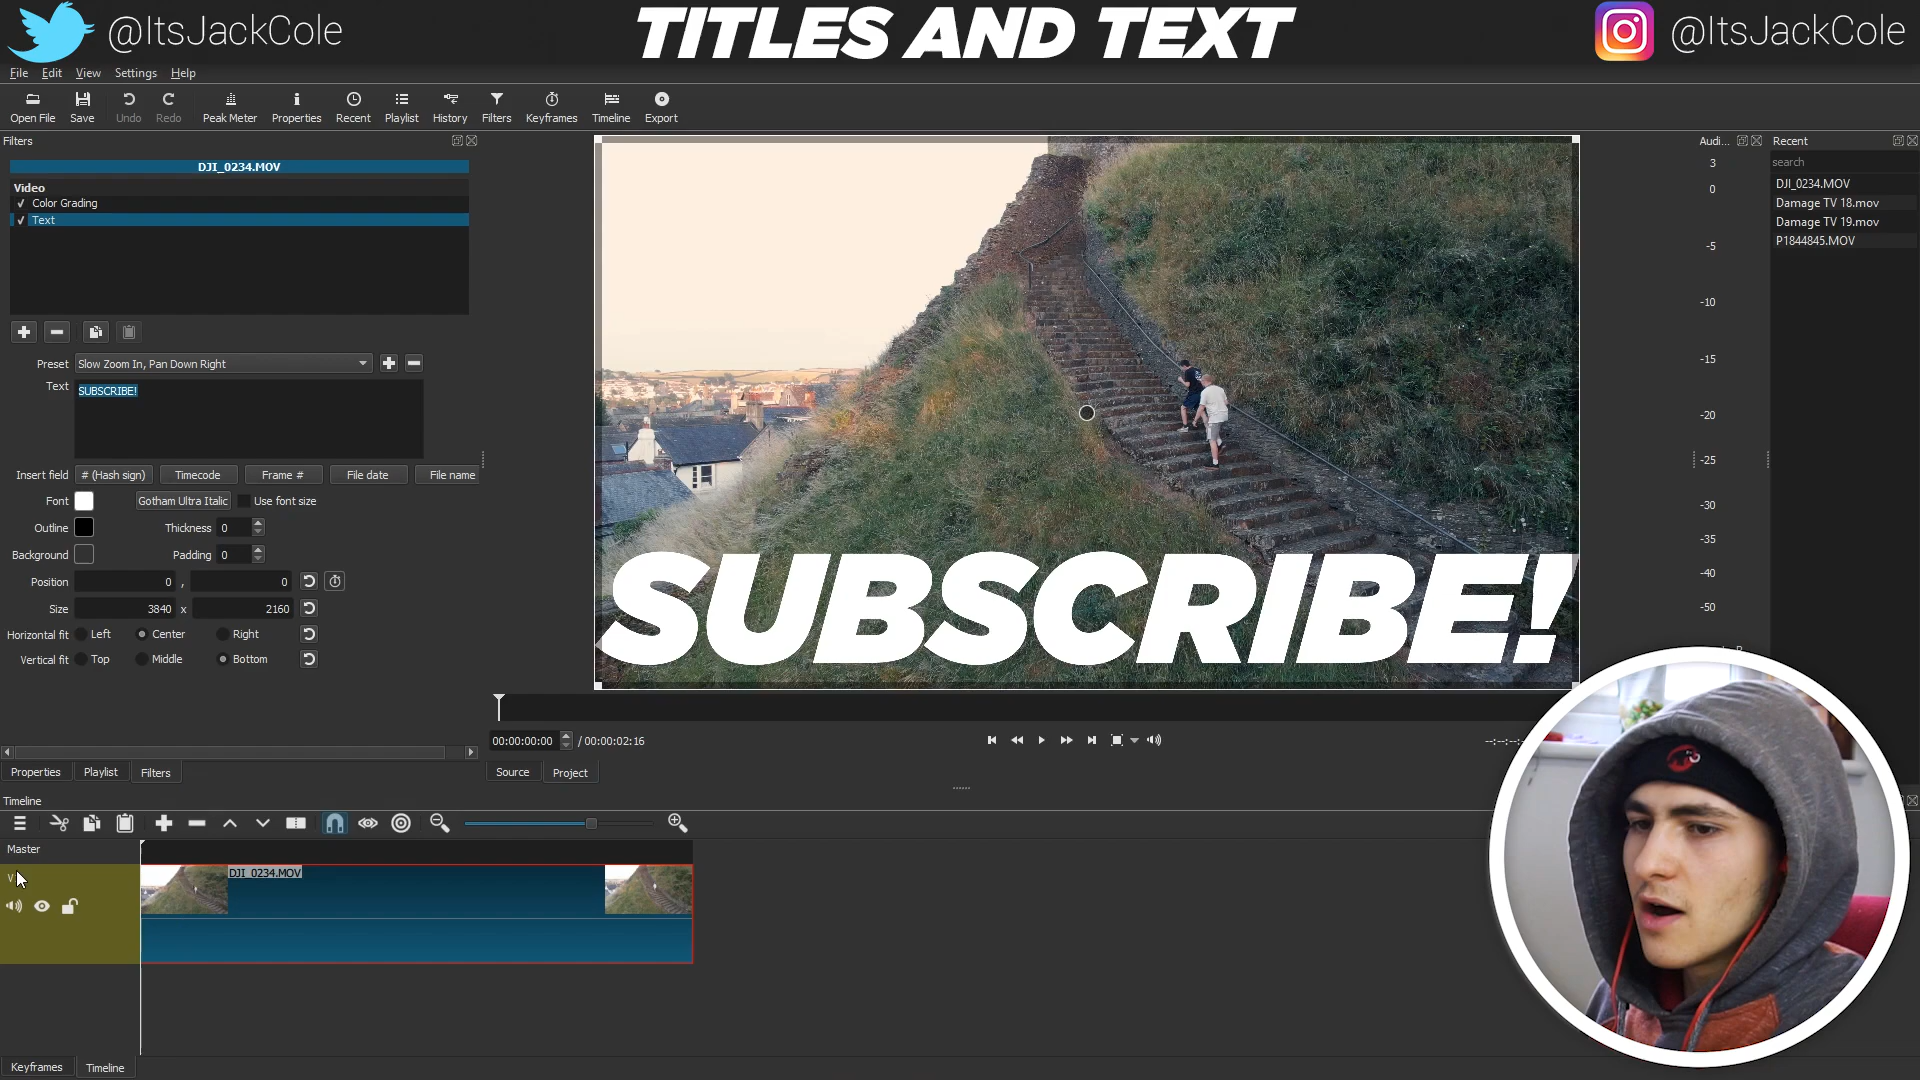 @ItsJackCole
TITLES AND TEXT
@ItsJackCole
File Edit View Settings Help
Open File Save Undo Redo Peak Meter Properties Recent Playlist History Filters Keyframes Timeline Export
Filters
DJI_0234.MOV
Video
Color Grading
Text
Preset Slow Zoom In, Pan Down Right
Text SUBSCRIBE!
Insert field # (Hash sign) Timecode Frame # File date File name
Font Gotham Ultra Italic Use font size
Outline Thickness 0
Background Padding 0
Position 0 , 0
Size 3840 x 2160
Horizontal fit Left Center Right
Vertical fit Top Middle Bottom
Properties Playlist Filters
SUBSCRIBE!
00:00:00:00 / 00:00:02:16
--:--:--
Source Project
Audi...
3
0
-5
-10
-15
-20
-25
-30
-35
-40
-50
Recent
search
DJI_0234.MOV
Damage TV 18.mov
Damage TV 19.mov
P1844845.MOV
Timeline
Master
V
DJI_0234.MOV
Keyframes Timeline